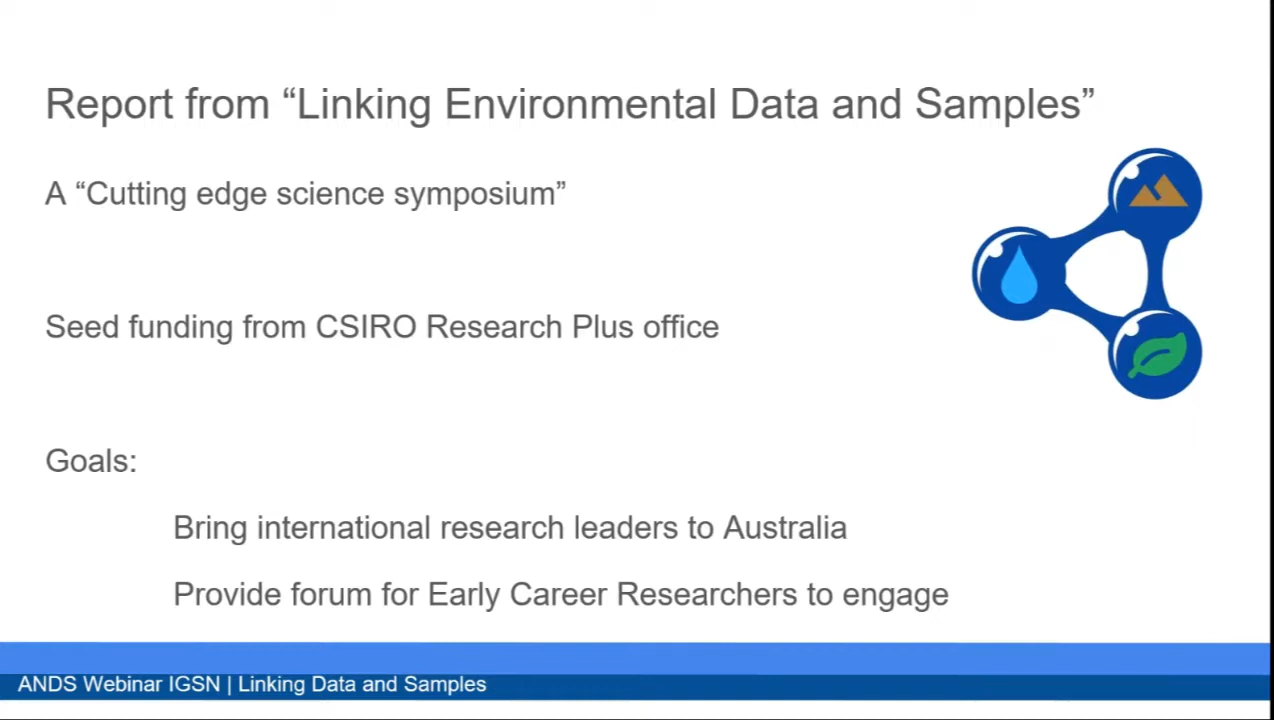 Report from “Linking Environmental Data and Samples”
A “Cutting edge science symposium”
Seed funding from CSIRO Research Plus office
Goals:
Bring international research leaders to Australia
Provide forum for Early Career Researchers to engage
ANDS Webinar IGSN | Linking Data and Samples